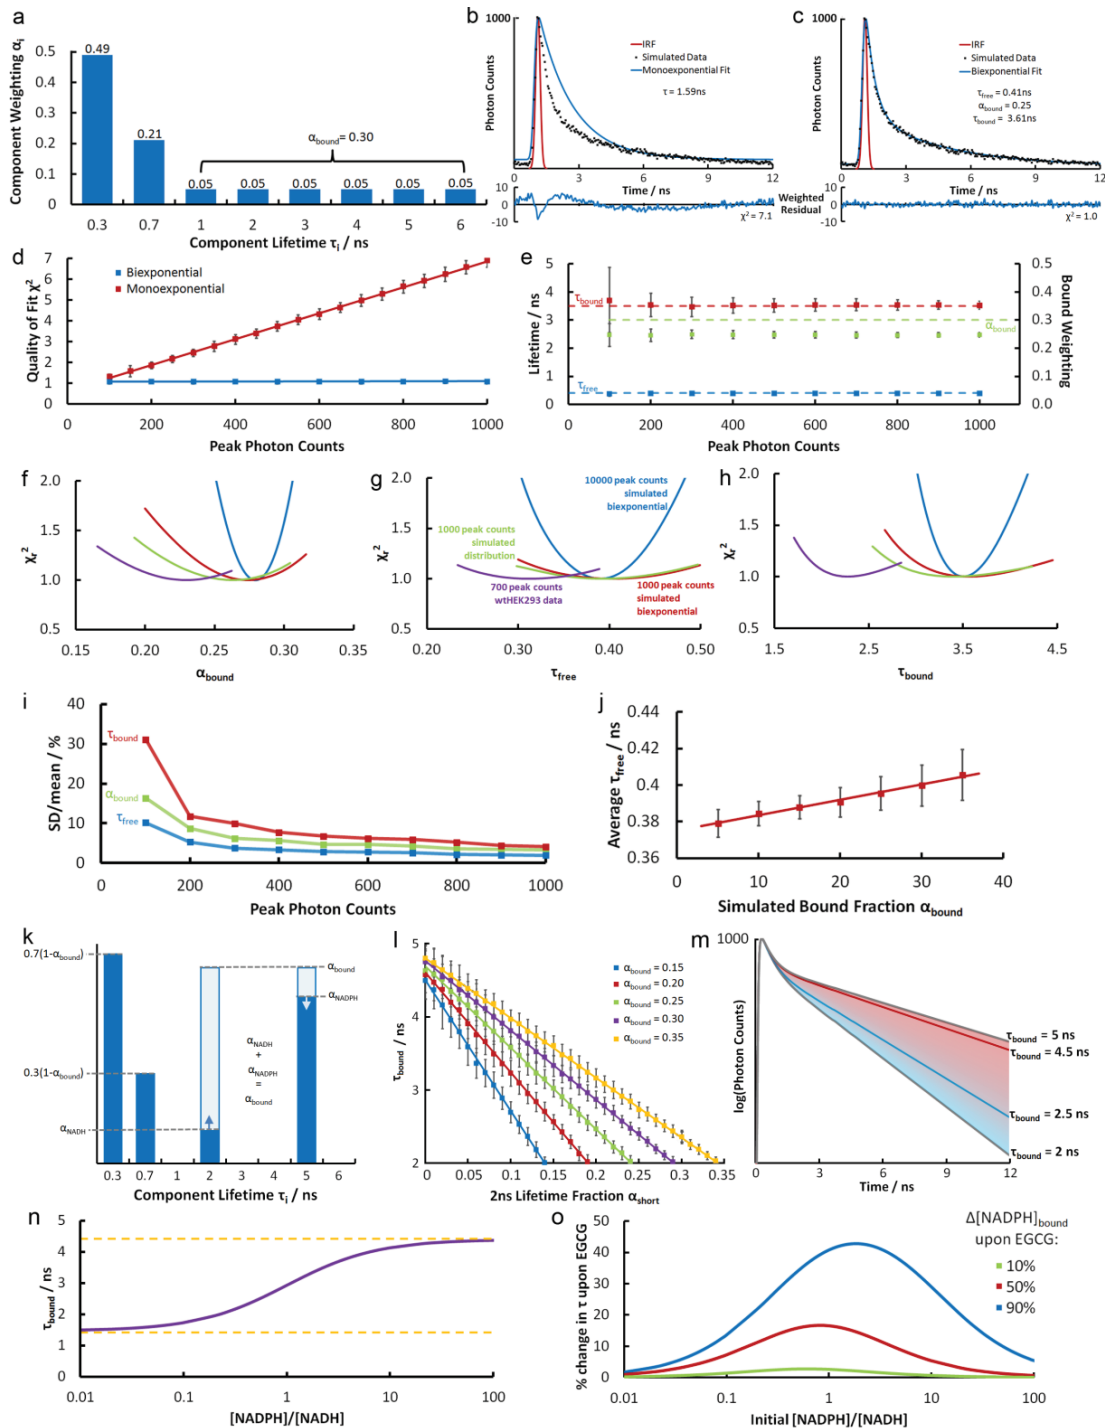 a
Component Weighting αi
0.5
0.4
0.3
0.2
0.1
0
0.49
0.21
αbound = 0.30
0.05 0.05 0.05 0.05 0.05 0.05
0.3 0.7 1 2 3 4 5 6
Component Lifetime τi / ns
b
Photon Counts
1000
IRF
Simulated Data
Monoexponential Fit
τ = 1.59ns
0 3 6 9 12
Time / ns
10
0
-10
Weighted
Residual
χ² = 7.1
c
Photon Counts
1000
IRF
Simulated Data
Biexponential Fit
τfree = 0.41ns
αbound = 0.25
τbound = 3.61ns
0 3 6 9 12
Time / ns
10
0
-10
χ² = 1.0
d
Quality of Fit χ²
7
6
5
4
3
2
1
0
Biexponential
Monoexponential
0 200 400 600 800 1000
Peak Photon Counts
e
Lifetime / ns
5
4
3
2
1
0
τbound
αbound
τfree
0.5
0.4
0.3
0.2
0.1
0.0
Bound Weighting
0 200 400 600 800 1000
Peak Photon Counts
f
χr²
2.0
1.5
1.0
0.5
0.15 0.20 0.25 0.30 0.35
αbound
g
χr²
2.0
1.5
1.0
0.5
10000 peak counts
simulated
biexponential
1000 peak counts
simulated
distribution
700 peak counts
wtHEK293 data
1000 peak counts
simulated
biexponential
0.20 0.30 0.40 0.50
τfree
h
χr²
2.0
1.5
1.0
0.5
1.5 2.5 3.5 4.5
τbound
i
SD/mean / %
40
30
20
10
0
τbound
αbound
τfree
0 200 400 600 800 1000
Peak Photon Counts
j
Average τfree / ns
0.44
0.42
0.4
0.38
0.36
0 10 20 30 40
Simulated Bound Fraction αbound
k
0.7(1-αbound)
0.3(1-αbound)
αNADH
αbound
αNADPH
αNADH
+
αNADPH
=
αbound
0.3 0.7 1 2 3 4 5 6
Component Lifetime τi / ns
l
τbound / ns
5
4
3
2
αbound = 0.15
αbound = 0.20
αbound = 0.25
αbound = 0.30
αbound = 0.35
0 0.05 0.1 0.15 0.2 0.25 0.3 0.35
2ns Lifetime Fraction αshort
m
log(Photon Counts)
1000
τbound = 5 ns
τbound = 4.5 ns
τbound = 2.5 ns
τbound = 2 ns
3 6 9 12
Time / ns
n
τbound / ns
5
4
3
2
1
0
0.01 0.1 1 10 100
[NADPH]/[NADH]
o
% change in τ upon EGCG
50
45
40
35
30
25
20
15
10
5
0
Δ[NADPH]bound
upon EGCG:
10%
50%
90%
0.01 0.1 1 10 100
Initial [NADPH]/[NADH]